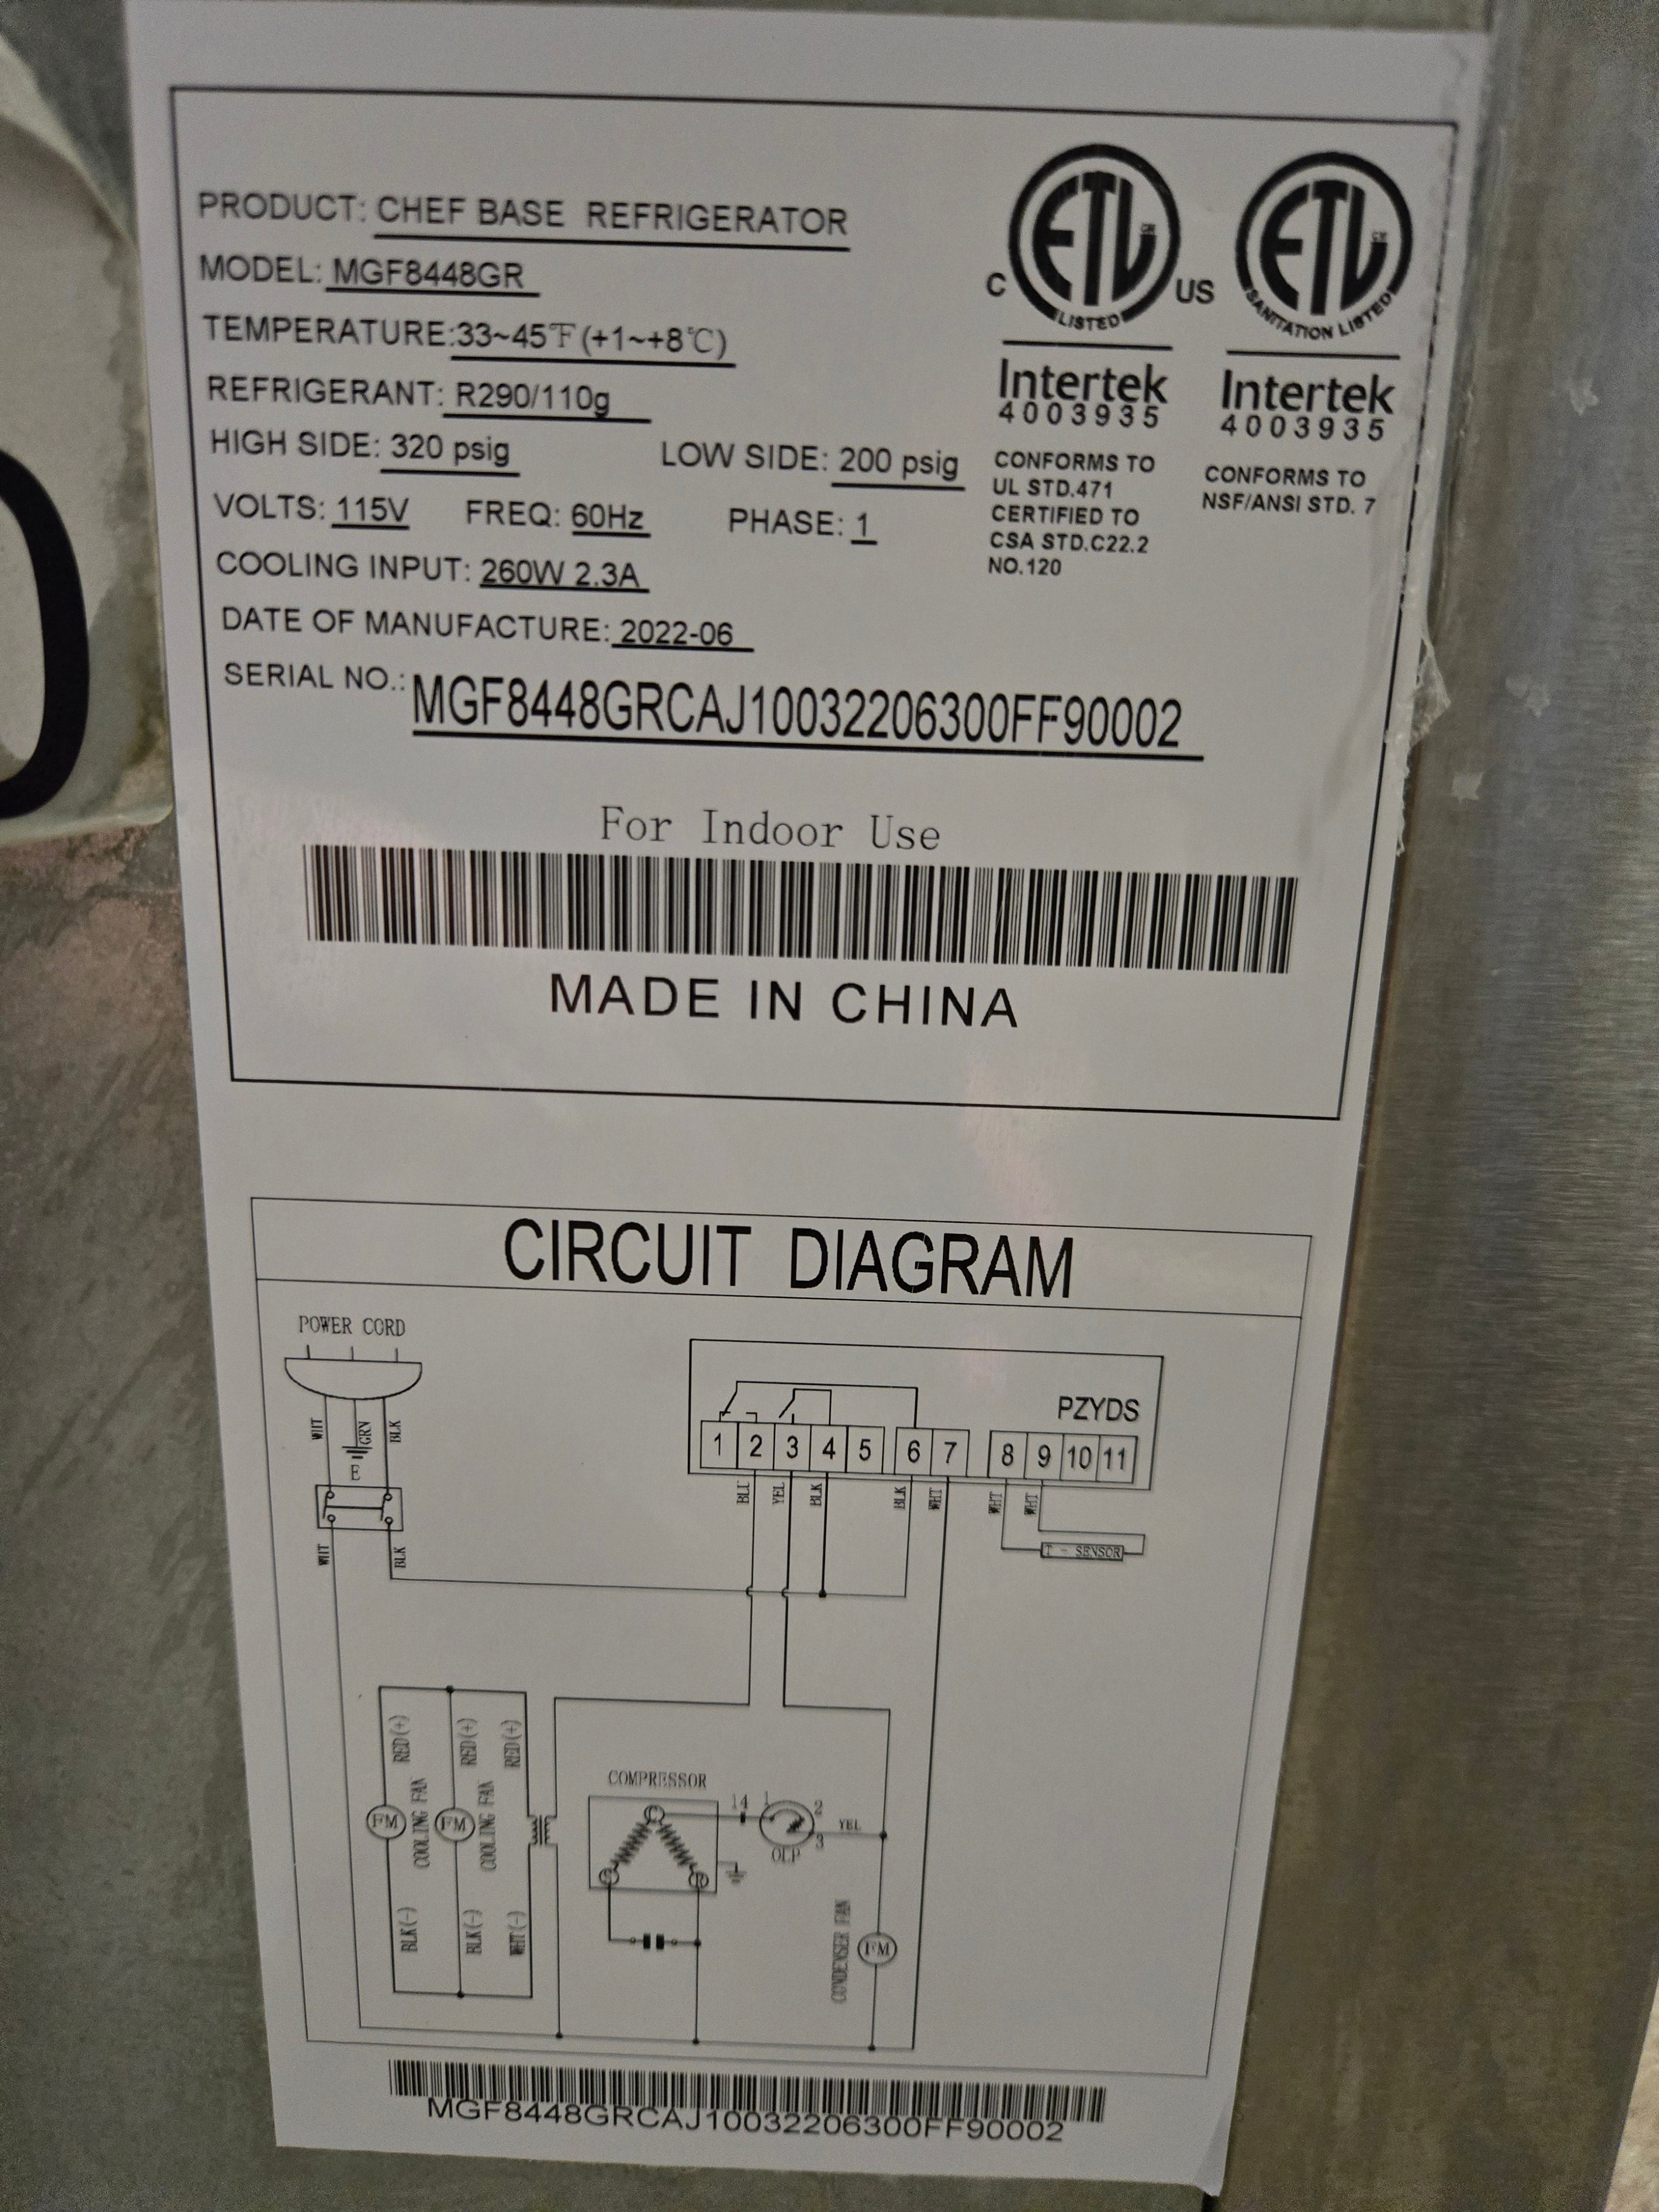 PRODUCT: CHEF BASE REFRIGERATOR
MODEL: MGF8448GR
TEMPERATURE:33~45℉(+1~+8℃)
REFRIGERANT: R290/110g
HIGH SIDE: 320 psig LOW SIDE: 200 psig
VOLTS: 115V FREQ: 60Hz PHASE: 1
COOLING INPUT: 260W 2.3A
DATE OF MANUFACTURE: 2022-06
SERIAL NO.: MGF8448GRCAJ10032206300FF90002
C ETL US
LISTED
Intertek
4003935
CONFORMS TO
UL STD.471
CERTIFIED TO
CSA STD.C22.2
NO.120
ETL
SANITATION LISTED
Intertek
4003935
CONFORMS TO
NSF/ANSI STD. 7
For Indoor Use
MADE IN CHINA
CIRCUIT DIAGRAM
POWER CORD
WHT GRN BLK
E
WHT BLK
PZYDS
1 2 3 4 5 6 7 8 9 10 11
BLU YEL BLK BLK WHT WHT WHT
T - SENSOR
RED(+) RED(+) RED(+)
COMPRESSOR
C
S R
14 1 2
3
YEL
OLP
FM COOLING FAN FM COOLING FAN
BLK(-) BLK(-) WHT(-)
CONDENSER FAN FM
MGF8448GRCAJ10032206300FF90002